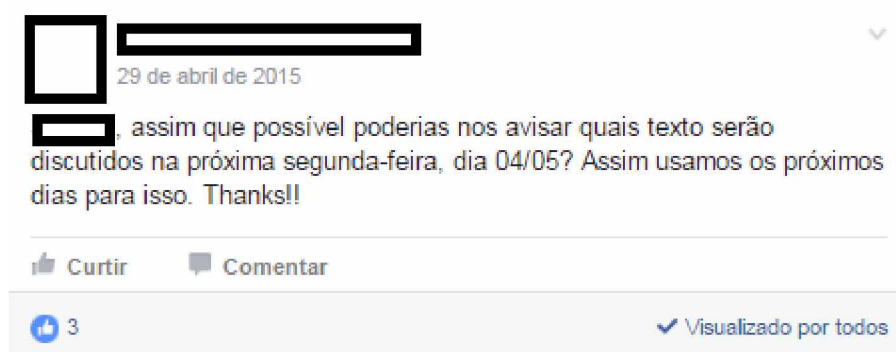 29 de abril de 2015
, assim que possível poderias nos avisar quais texto serão
discutidos na próxima segunda-feira, dia 04/05? Assim usamos os próximos
dias para isso. Thanks!!
Curtir Comentar
3 Visualizado por todos